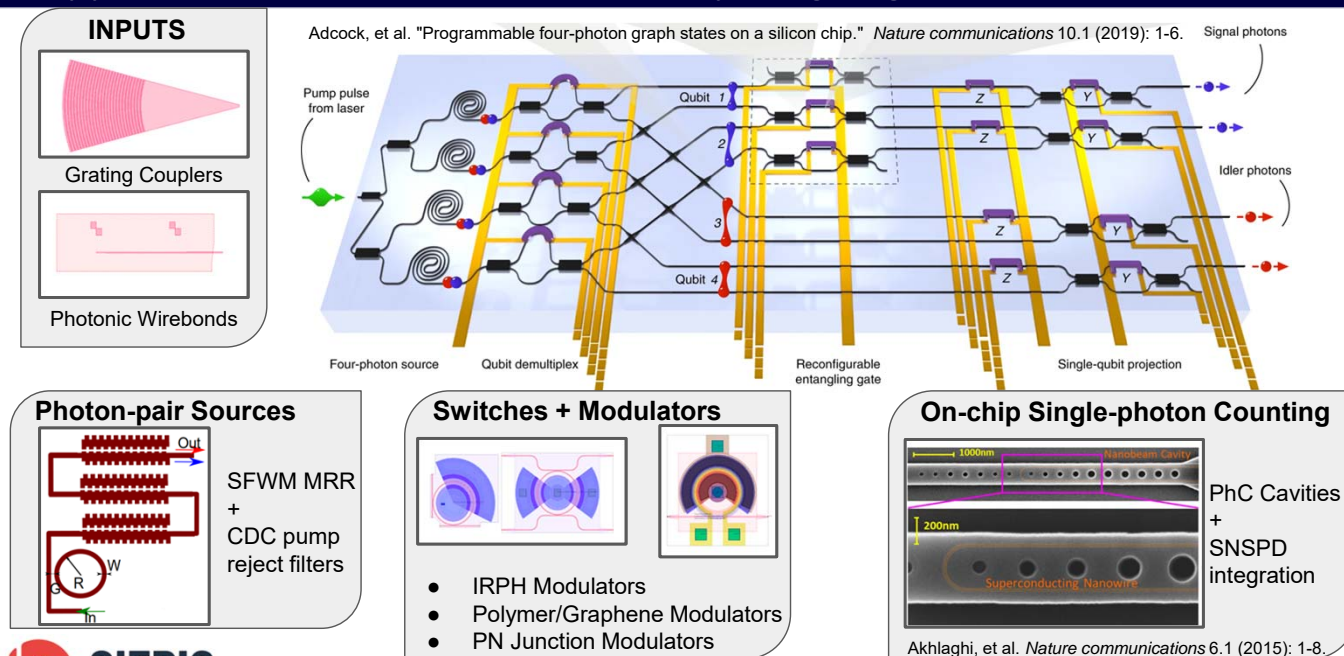 INPUTS
Grating Couplers
Photonic Wirebonds
Adcock, et al. "Programmable four-photon graph states on a silicon chip." Nature communications 10.1 (2019): 1-6.
Signal photons
Pump pulse
from laser
Qubit 1
2
3
Qubit 4
Z
Y
Z
Y
Idler photons
Z
Y
Z
Y
Four-photon source
Qubit demultiplex
Reconfigurable
entangling gate
Single-qubit projection
Photon-pair Sources
Out
W
R
G
In
SFWM MRR
+
CDC pump
reject filters
Switches + Modulators
● IRPH Modulators
● Polymer/Graphene Modulators
● PN Junction Modulators
On-chip Single-photon Counting
1000nm
Nanobeam Cavity
200nm
Superconducting Nanowire
PhC Cavities
+
SNSPD
integration
Akhlaghi, et al. Nature communications 6.1 (2015): 1-8.